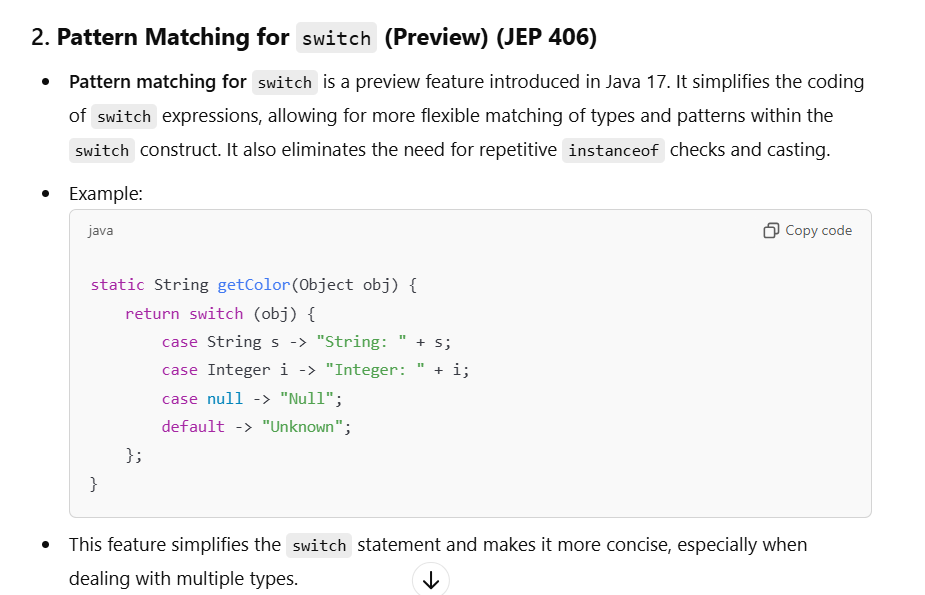 2. Pattern Matching for switch (Preview) (JEP 406)
• Pattern matching for switch is a preview feature introduced in Java 17. It simplifies the coding
of switch expressions, allowing for more flexible matching of types and patterns within the
switch construct. It also eliminates the need for repetitive instanceof checks and casting.
• Example:
java Copy code
static String getColor(Object obj) {
    return switch (obj) {
        case String s -> "String: " + s;
        case Integer i -> "Integer: " + i;
        case null -> "Null";
        default -> "Unknown";
    };
}
• This feature simplifies the switch statement and makes it more concise, especially when
dealing with multiple types.